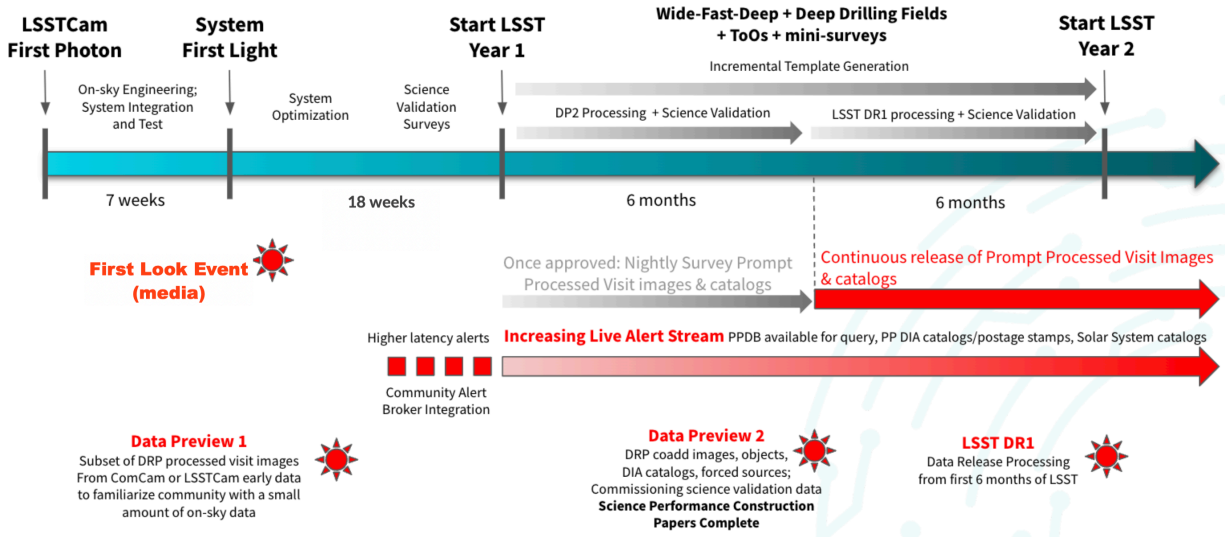 LSSTCam
First Photon
System
First Light
Start LSST
Year 1
Wide-Fast-Deep + Deep Drilling Fields
+ ToOs + mini-surveys
Start LSST
Year 2
On-sky Engineering;
System Integration
and Test
System
Optimization
Science
Validation
Surveys
Incremental Template Generation
DP2 Processing + Science Validation
LSST DR1 processing + Science Validation
7 weeks
18 weeks
6 months
6 months
First Look Event
(media)
Once approved: Nightly Survey Prompt
Processed Visit images & catalogs
Continuous release of Prompt Processed Visit Images
& catalogs
Higher latency alerts
Increasing Live Alert Stream PPDB available for query, PP DIA catalogs/postage stamps, Solar System catalogs
Community Alert
Broker Integration
Data Preview 1
Subset of DRP processed visit images
From ComCam or LSSTCam early data
to familiarize community with a small
amount of on-sky data
Data Preview 2
DRP coadd images, objects,
DIA catalogs, forced sources;
Commissioning science validation data
Science Performance Construction
Papers Complete
LSST DR1
Data Release Processing
from first 6 months of LSST